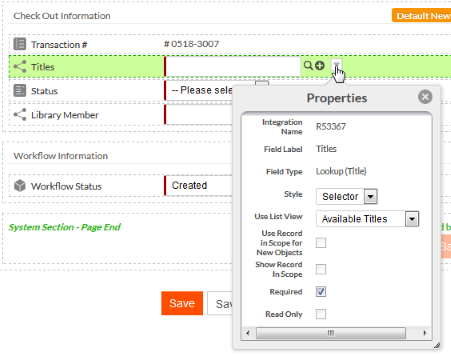 Check Out Information
Default New
Transaction # # 0518-3007
Titles
Status -- Please sele
Library Member
Workflow Information
Workflow Status Created
System Section - Page End
Save
Sav
Properties
Integration Name R53367
Field Label Titles
Field Type Lookup (Title)
Style Selector
Use List View Available Titles
Use Record
in Scope for
New Objects
Show Record
In Scope
Required
Read Only